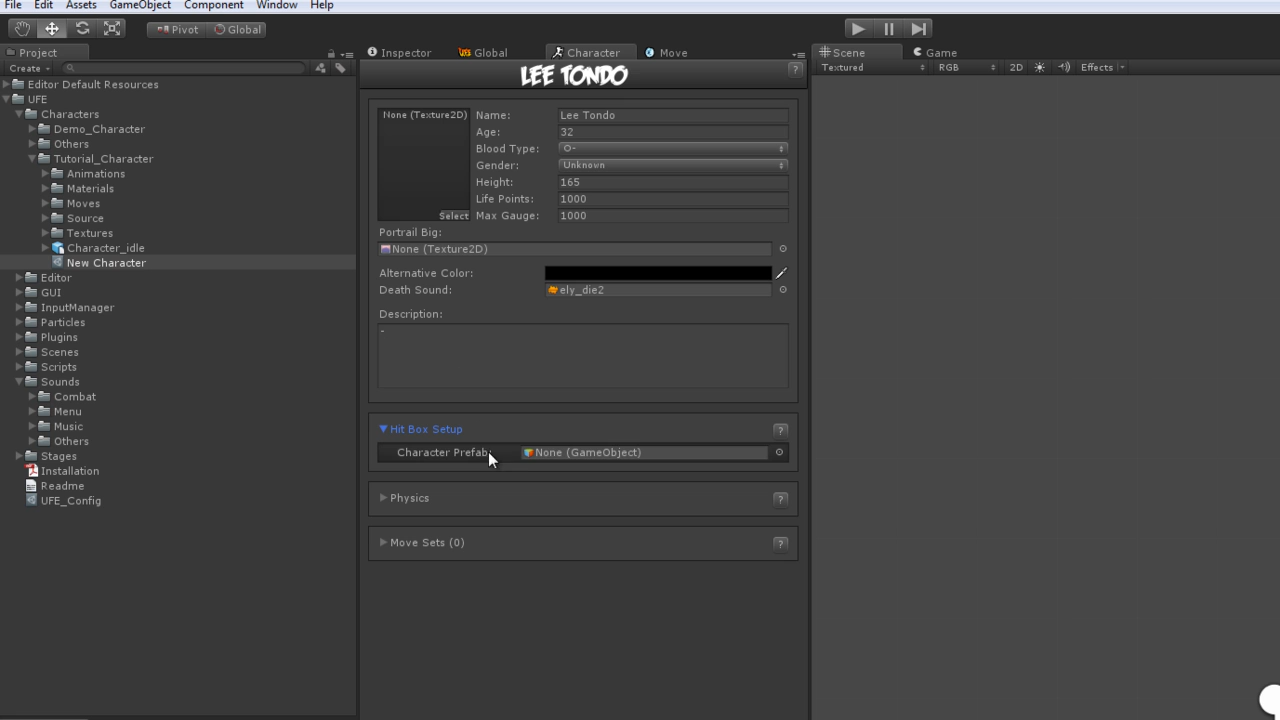 File Edit Assets GameObject Component Window Help
Pivot Global
Project
Create
Editor Default Resources
UFE
Characters
Demo_Character
Others
Tutorial_Character
Animations
Materials
Moves
Source
Textures
Character_idle
New Character
Editor
GUI
InputManager
Particles
Plugins
Scenes
Scripts
Sounds
Combat
Menu
Music
Others
Stages
Installation
Readme
UFE_Config
Inspector Global Character Move
LEE TONDO ?
None (Texture2D)
Select
Name: Lee Tondo
Age: 32
Blood Type: O-
Gender: Unknown
Height: 165
Life Points: 1000
Max Gauge: 1000
Portrail Big:
None (Texture2D)
Alternative Color:
Death Sound: ely_die2
Description:
-
Hit Box Setup ?
Character Prefab: None (GameObject)
Physics ?
Move Sets (0) ?
Scene Game
Textured RGB 2D Effects